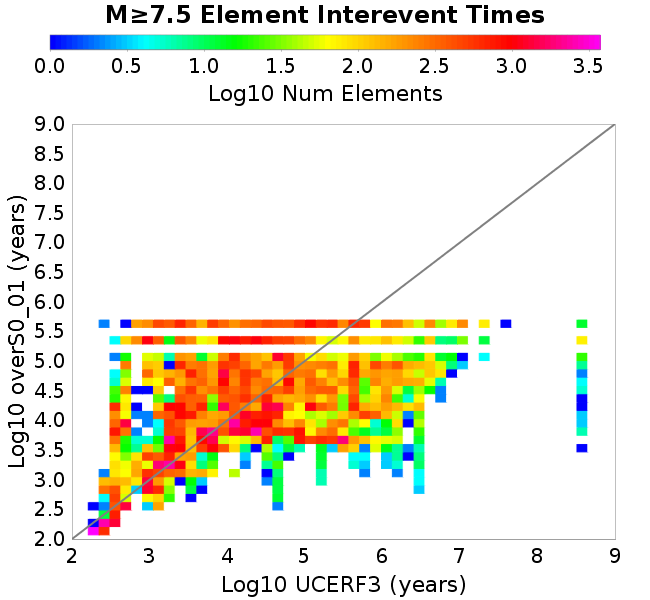 M≥7.5 Element Interevent Times
0.0 0.5 1.0 1.5 2.0 2.5 3.0 3.5
Log10 Num Elements
Log10 overS0_01 (years)
9.0
8.5
8.0
7.5
7.0
6.5
6.0
5.5
5.0
4.5
4.0
3.5
3.0
2.5
2.0
2 3 4 5 6 7 8 9
Log10 UCERF3 (years)